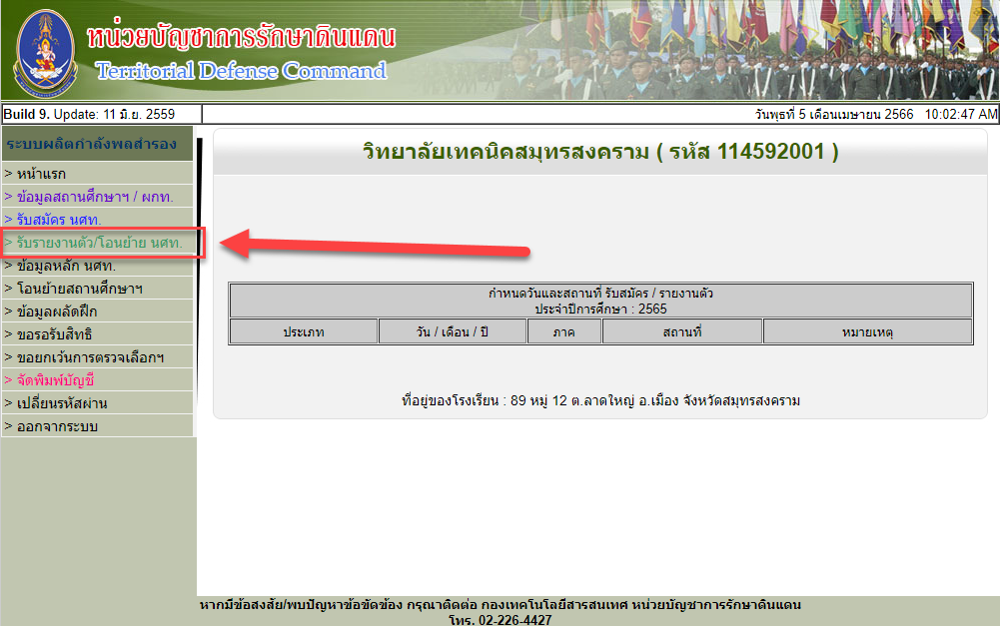 หน่วยบัญชาการรักษาดินแดน
Territorial Defense Command
Build 9. Update: 11 มิ.ย. 2559
วันพุธที่ 5 เดือนเมษายน 2566 10:02:47 AM
ระบบผลิตกำลังพลสำรอง
> หน้าแรก
> ข้อมูลสถานศึกษาฯ / ผกท.
> รับสมัคร นศท.
> รับรายงานตัว/โอนย้าย นศท.
> ข้อมูลหลัก นศท.
> โอนย้ายสถานศึกษาฯ
> ข้อมูลผลัดฝึก
> ขอรอรับสิทธิ
> ขอยกเว้นการตรวจเลือกฯ
> จัดพิมพ์บัญชี
> เปลี่ยนรหัสผ่าน
> ออกจากระบบ
วิทยาลัยเทคนิคสมุทรสงคราม ( รหัส 114592001 )
กำหนดวันและสถานที่ รับสมัคร / รายงานตัว
ประจำปีการศึกษา : 2565
ประเภท วัน / เดือน / ปี ภาค สถานที่ หมายเหตุ
ที่อยู่ของโรงเรียน : 89 หมู่ 12 ต.ลาดใหญ่ อ.เมือง จังหวัดสมุทรสงคราม
หากมีข้อสงสัย/พบปัญหาข้อขัดข้อง กรุณาติดต่อ กองเทคโนโลยีสารสนเทศ หน่วยบัญชาการรักษาดินแดน
โทร. 02-226-4427